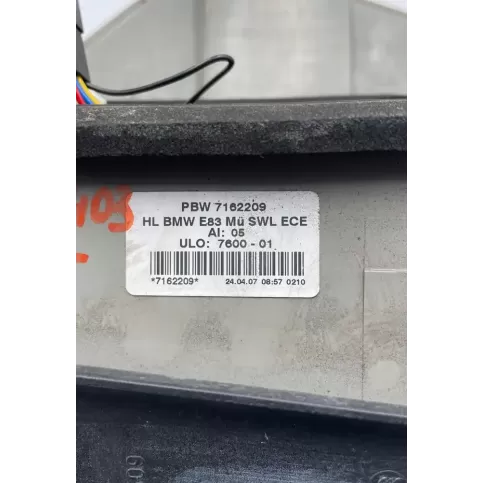 103
PBW 7162209
HL BMW E83 Mü SWL ECE
AI: 05
ULO: 7600 - 01
*7162209*
24.04.07 08:57 0210